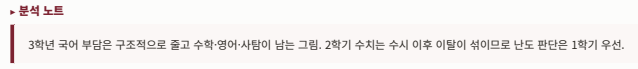 ▸ 분석 노트
3학년 국어 부담은 구조적으로 줄고 수학·영어·사탐이 남는 그림. 2학기 수치는 수시 이후 이탈이 섞이므로 난도 판단은 1학기 우선.